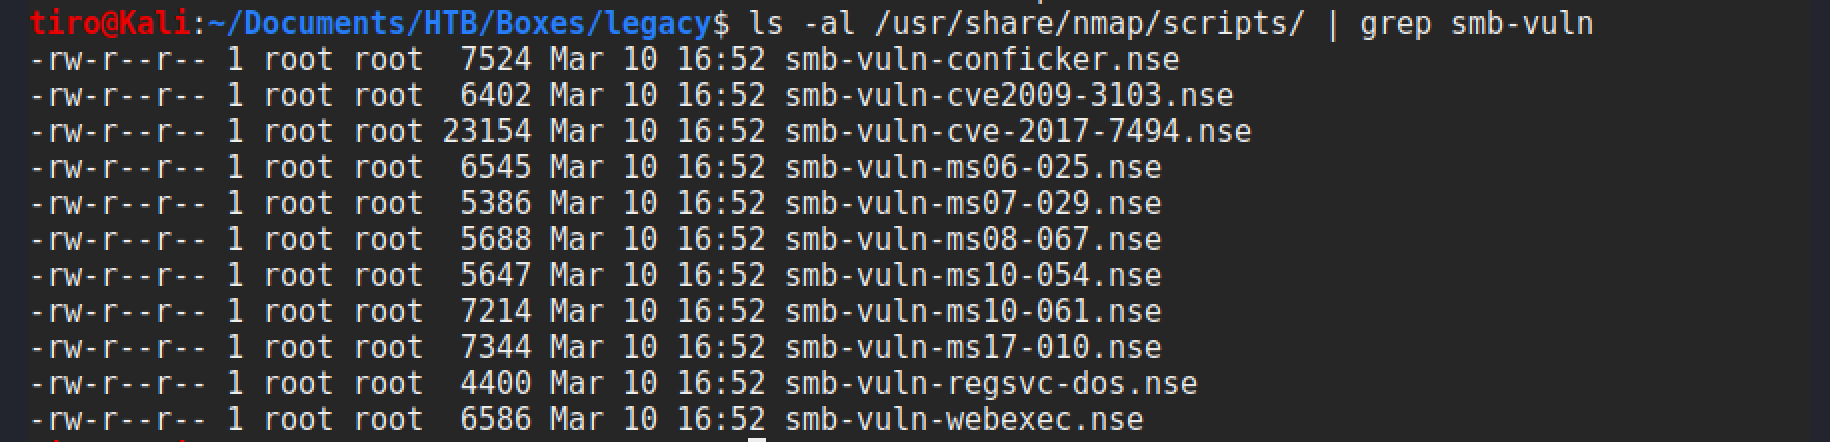 tiro@Kali:~/Documents/HTB/Boxes/legacy$ ls -al /usr/share/nmap/scripts/ | grep smb-vuln
-rw-r--r-- 1 root root  7524 Mar 10 16:52 smb-vuln-conficker.nse
-rw-r--r-- 1 root root  6402 Mar 10 16:52 smb-vuln-cve2009-3103.nse
-rw-r--r-- 1 root root 23154 Mar 10 16:52 smb-vuln-cve-2017-7494.nse
-rw-r--r-- 1 root root  6545 Mar 10 16:52 smb-vuln-ms06-025.nse
-rw-r--r-- 1 root root  5386 Mar 10 16:52 smb-vuln-ms07-029.nse
-rw-r--r-- 1 root root  5688 Mar 10 16:52 smb-vuln-ms08-067.nse
-rw-r--r-- 1 root root  5647 Mar 10 16:52 smb-vuln-ms10-054.nse
-rw-r--r-- 1 root root  7214 Mar 10 16:52 smb-vuln-ms10-061.nse
-rw-r--r-- 1 root root  7344 Mar 10 16:52 smb-vuln-ms17-010.nse
-rw-r--r-- 1 root root  4400 Mar 10 16:52 smb-vuln-regsvc-dos.nse
-rw-r--r-- 1 root root  6586 Mar 10 16:52 smb-vuln-webexec.nse